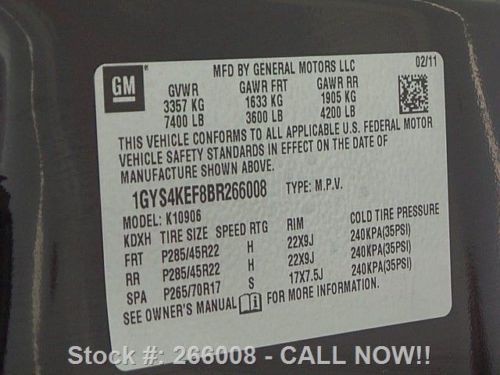 GM
MFD BY GENERAL MOTORS LLC 02/11
GVWR GAWR FRT GAWR RR
3357 KG 1633 KG 1905 KG
7400 LB 3600 LB 4200 LB
THIS VEHICLE CONFORMS TO ALL APPLICABLE U.S. FEDERAL MOTOR
VEHICLE SAFETY STANDARDS IN EFFECT ON THE DATE OF
MANUFACTURE SHOWN ABOVE.
1GYS4KEF8BR266008 TYPE: M.P.V.
MODEL: K10906
KDXH TIRE SIZE SPEED RTG RIM COLD TIRE PRESSURE
FRT P285/45R22 H 22X9J 240KPA(35PSI)
RR P285/45R22 H 22X9J 240KPA(35PSI)
SPA P265/70R17 S 17X7.5J 240KPA(35PSI)
SEE OWNER'S MANUAL FOR MORE INFORMATION.
Stock #: 266008 - CALL NOW!!